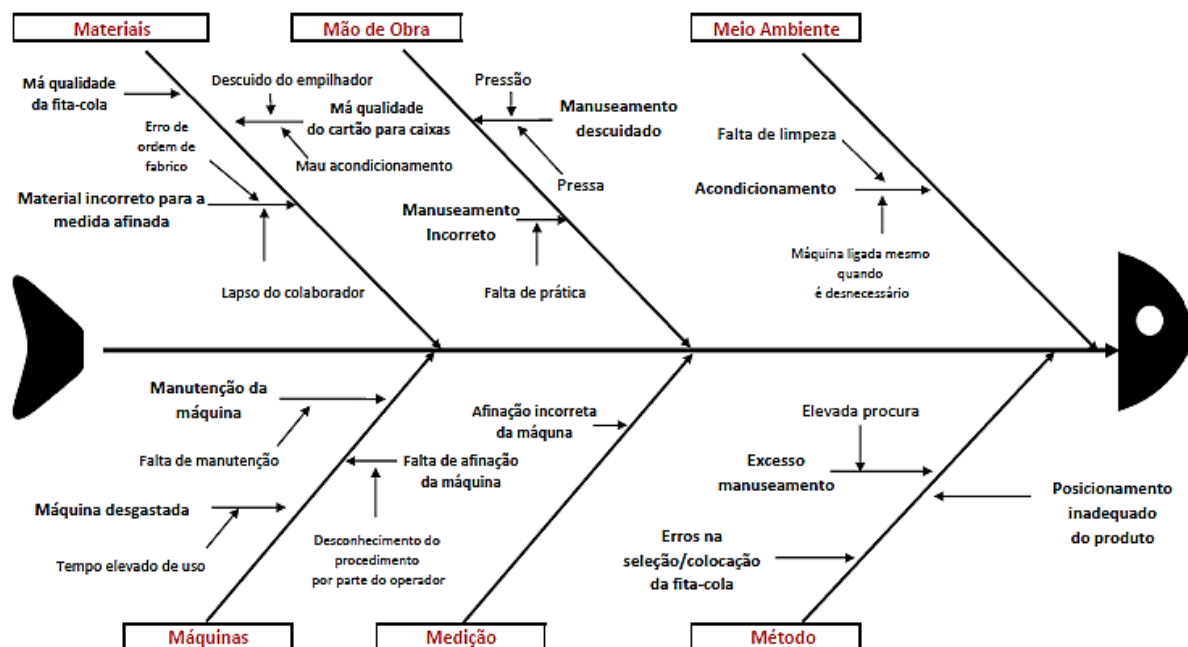 Materiais
Mão de Obra
Meio Ambiente
Má qualidade
da fita-cola
Descuido do empilhador
Má qualidade
do cartão para caixas
Mau acondicionamento
Erro de
ordem de
fabrico
Material incorreto para a
medida afinada
Lapso do colaborador
Pressão
Manuseamento
descuidado
Pressa
Manuseamento
Incorreto
Falta de prática
Falta de limpeza
Acondicionamento
Máquina ligada mesmo
quando
é desnecessário
Manutenção da
máquina
Falta de manutenção
Falta de afinação
da máquina
Máquina desgastada
Tempo elevado de uso
Desconhecimento do
procedimento
por parte do operador
Afinação incorreta
da máquna
Elevada procura
Excesso
manuseamento
Posicionamento
inadequado
do produto
Erros na
seleção/colocação
da fita-cola
Máquinas
Medição
Método